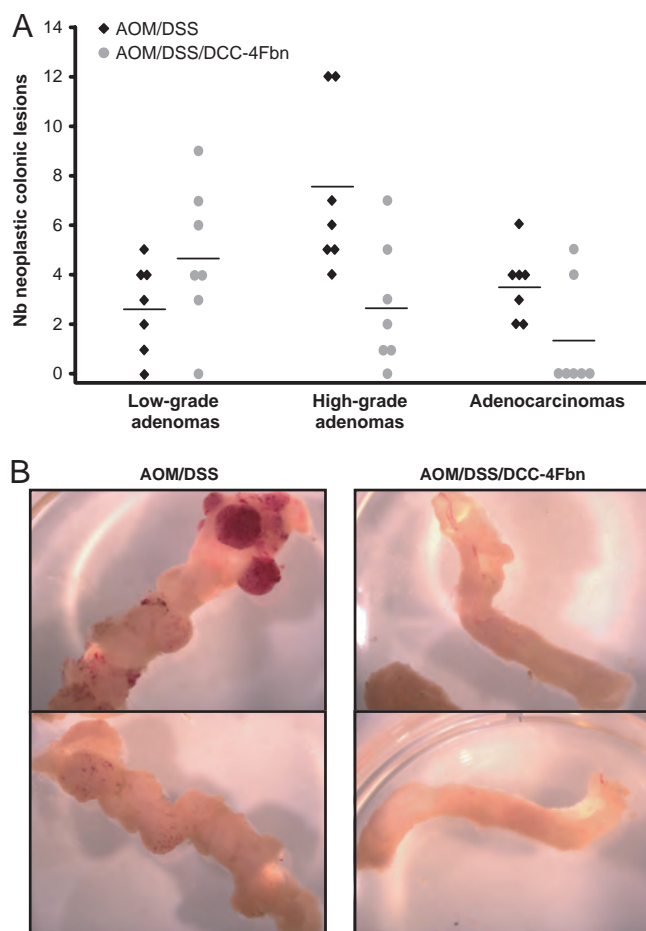 A
AOM/DSS
AOM/DSS/DCC-4Fbn
Nb neoplastic colonic lesions
14
12
10
8
6
4
2
0
Low-grade
adenomas
High-grade
adenomas
Adenocarcinomas
B
AOM/DSS
AOM/DSS/DCC-4Fbn